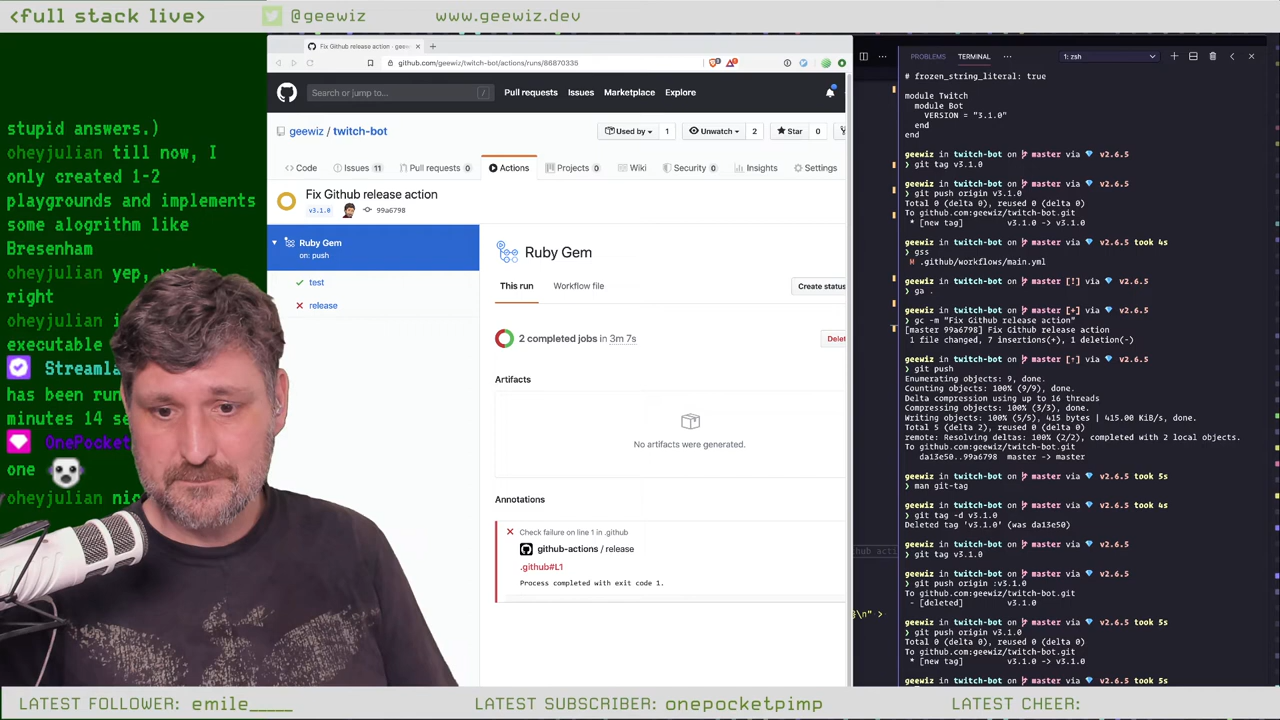 <full stack live>
@geewiz
www.geewiz.dev
stupid answers.)
oheyjulian till now, I
only created 1-2
playgrounds and implements
some alogrithm like
Bresenham
oheyjulian yep,
right
oheyjulian
executable
Streamla
has been run
minutes 14 se
OnePocket
one
oheyjulian nic
Fix Github release action · geew
github.com/geewiz/twitch-bot/actions/runs/86870335
Search or jump to...
/
Pull requests
Issues
Marketplace
Explore
geewiz / twitch-bot
Used by
1
Unwatch
2
Star
0
Code
Issues 11
Pull requests 0
Actions
Projects 0
Wiki
Security 0
Insights
Settings
Fix Github release action
v3.1.0
99a6798
Ruby Gem
on: push
test
release
Ruby Gem
This run
Workflow file
Create status
2 completed jobs in 3m 7s
Delet
Artifacts
No artifacts were generated.
Annotations
Check failure on line 1 in .github
github-actions / release
.github#L1
Process completed with exit code 1.
\n" >
PROBLEMS
TERMINAL
1: zsh
# frozen_string_literal: true
module Twitch
module Bot
VERSION = "3.1.0"
end
end
geewiz in twitch-bot on master via v2.6.5
❯ git tag v3.1.0
geewiz in twitch-bot on master via v2.6.5
❯ git push origin v3.1.0
Total 0 (delta 0), reused 0 (delta 0)
To github.com:geewiz/twitch-bot.git
* [new tag] v3.1.0 -> v3.1.0
geewiz in twitch-bot on master via v2.6.5 took 4s
❯ gss
M .github/workflows/main.yml
geewiz in twitch-bot on master [!] via v2.6.5
❯ ga .
geewiz in twitch-bot on master [+] via v2.6.5
❯ gc -m "Fix Github release action"
[master 99a6798] Fix Github release action
1 file changed, 7 insertions(+), 1 deletion(-)
geewiz in twitch-bot on master [↑] via v2.6.5
❯ git push
Enumerating objects: 9, done.
Counting objects: 100% (9/9), done.
Delta compression using up to 16 threads
Compressing objects: 100% (3/3), done.
Writing objects: 100% (5/5), 415 bytes | 415.00 KiB/s, done.
Total 5 (delta 2), reused 0 (delta 0)
remote: Resolving deltas: 100% (2/2), completed with 2 local objects.
To github.com:geewiz/twitch-bot.git
da13e50..99a6798 master -> master
geewiz in twitch-bot on master via v2.6.5 took 5s
❯ man git-tag
geewiz in twitch-bot on master via v2.6.5 took 4s
❯ git tag -d v3.1.0
Deleted tag 'v3.1.0' (was da13e50)
geewiz in twitch-bot on master via v2.6.5
❯ git tag v3.1.0
geewiz in twitch-bot on master via v2.6.5
❯ git push origin :v3.1.0
To github.com:geewiz/twitch-bot.git
- [deleted] v3.1.0
geewiz in twitch-bot on master via v2.6.5 took 5s
❯ git push origin v3.1.0
Total 0 (delta 0), reused 0 (delta 0)
To github.com:geewiz/twitch-bot.git
* [new tag] v3.1.0 -> v3.1.0
geewiz in twitch-bot on master via v2.6.5 took 5s
LATEST FOLLOWER: emile_____
LATEST SUBSCRIBER: onepocketpimp
LATEST CHEER: